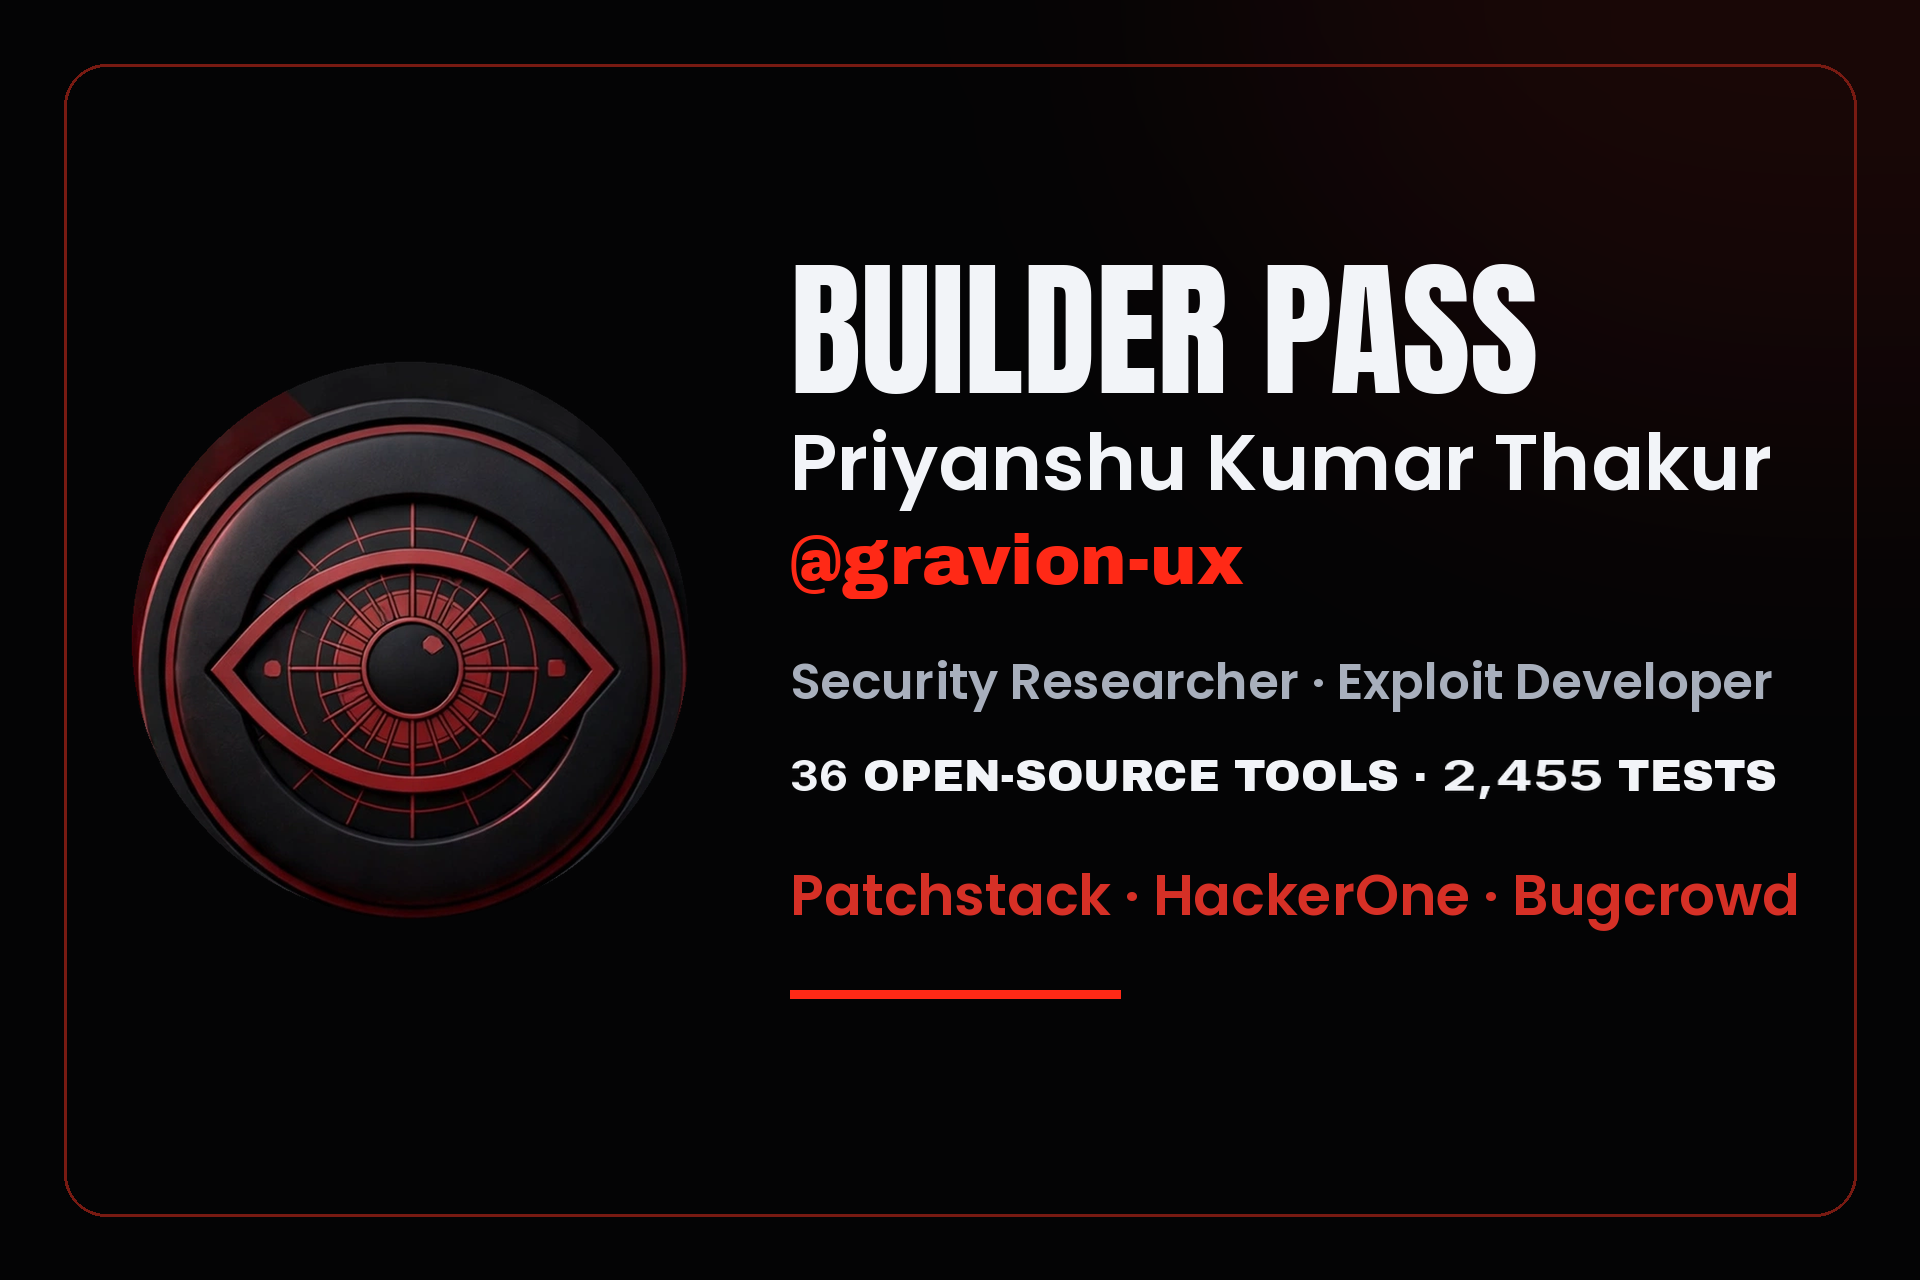 BUILDER PASS
Priyanshu Kumar Thakur
@gravion-ux
Security Researcher · Exploit Developer
36 OPEN-SOURCE TOOLS · 2,455 TESTS
Patchstack · HackerOne · Bugcrowd